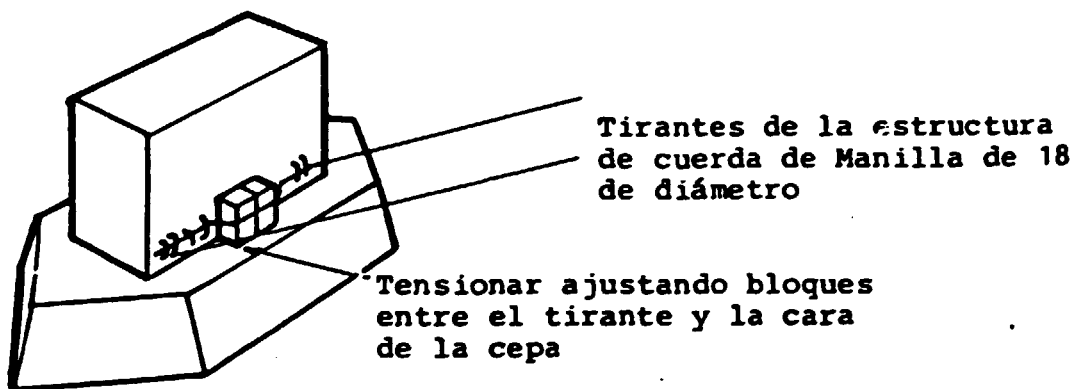 Tirantes de la estructura
de cuerda de Manilla de 18
de diámetro
Tensionar ajustando bloques
entre el tirante y la cara
de la cepa